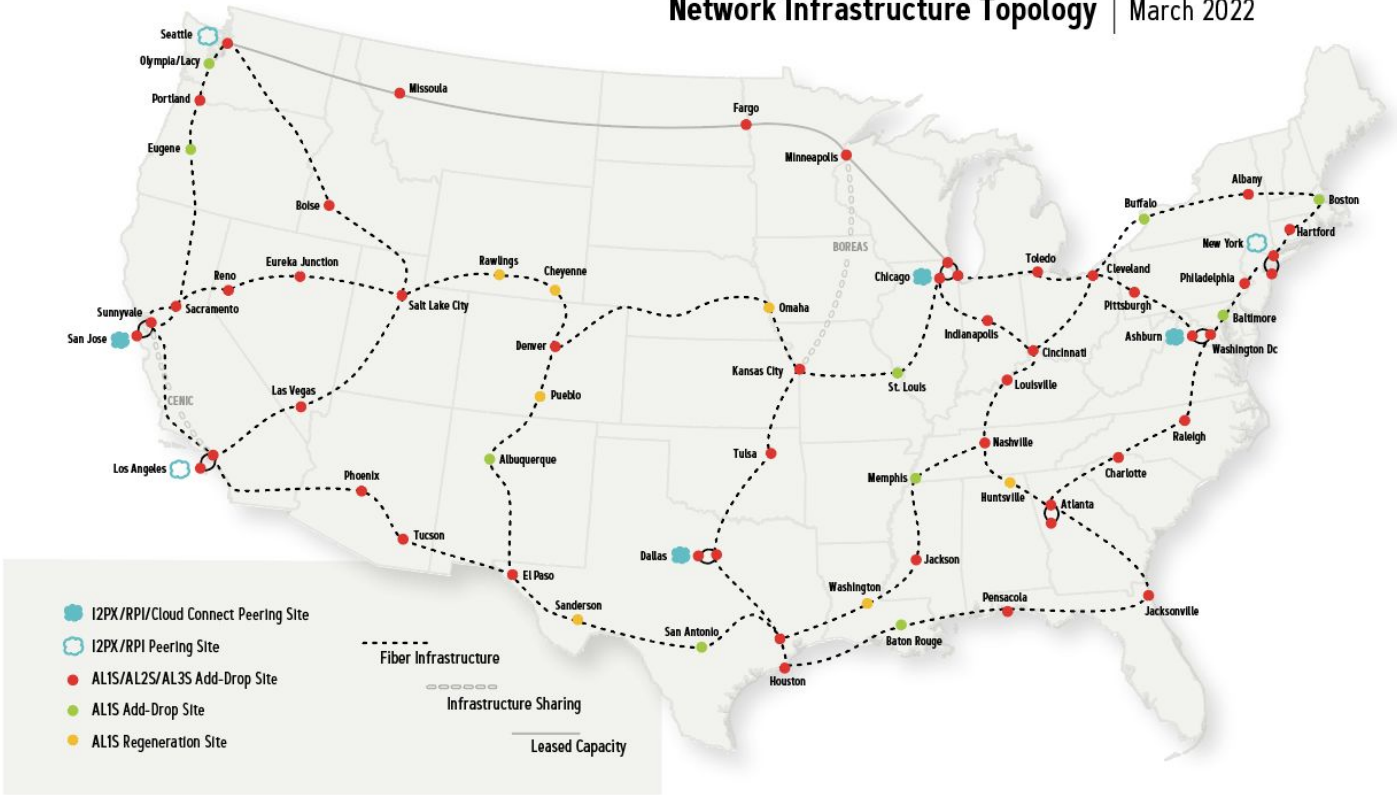 Network Infrastructure Topology | March 2022
Seattle
Olympia/Lacy
Portland
Eugene
Missoula
Fargo
Minneapolis
Boise
Albany
Buffalo
Boston
Hartford
New York
BOREAS
Rawlings
Eureka Junction
Cheyenne
Reno
Chicago
Toledo
Cleveland
Philadelphia
Pittsburgh
Sunnyvale
Sacramento
Salt Lake City
Omaha
Baltimore
San Jose
Denver
Indianapolis
Cincinnati
Ashburn
Washington Dc
Kansas City
St. Louis
Louisville
Las Vegas
Pueblo
CENIC
Raleigh
Nashville
Los Angeles
Albuquerque
Tulsa
Charlotte
Phoenix
Memphis
Huntsville
Atlanta
Tucson
Dallas
Jackson
El Paso
Washington
Sanderson
Pensacola
Jacksonville
San Antonio
Baton Rouge
Houston
I2PX/RPI/Cloud Connect Peering Site
I2PX/RPI Peering Site
AL1S/AL2S/AL3S Add-Drop Site
AL1S Add-Drop Site
AL1S Regeneration Site
Fiber Infrastructure
Infrastructure Sharing
Leased Capacity